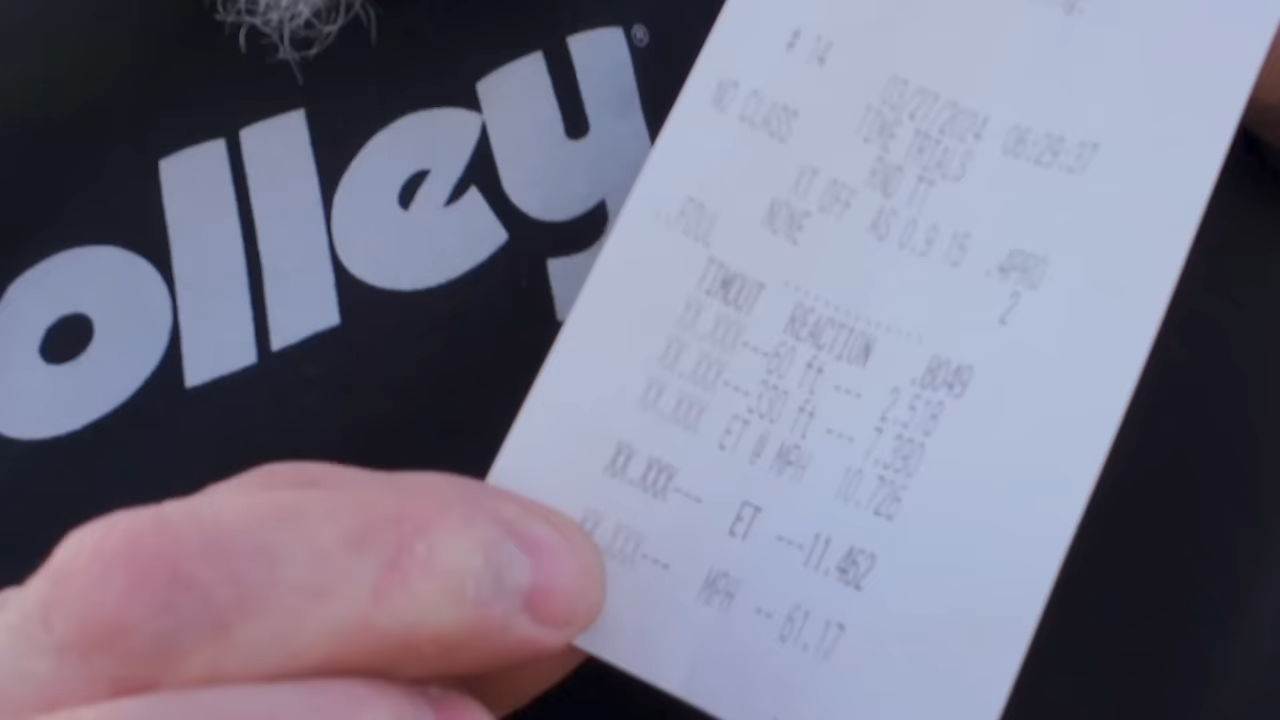 olley®
# 14
03/27/2024 06:29:37
NO CLASS TIME TRIALS
RND TT
XT OFF AS 0.9 15 .4PRO
FOUL NONE 2
TIMOUT REACTION .8049
XX.XXX---60 ft --- 2.518
XX.XXX---330 ft --- 7.390
XX.XXX ET @ MPH 10.726
XX.XXX--- ET ---11.462
XX.XXX--- MPH -- 61.17